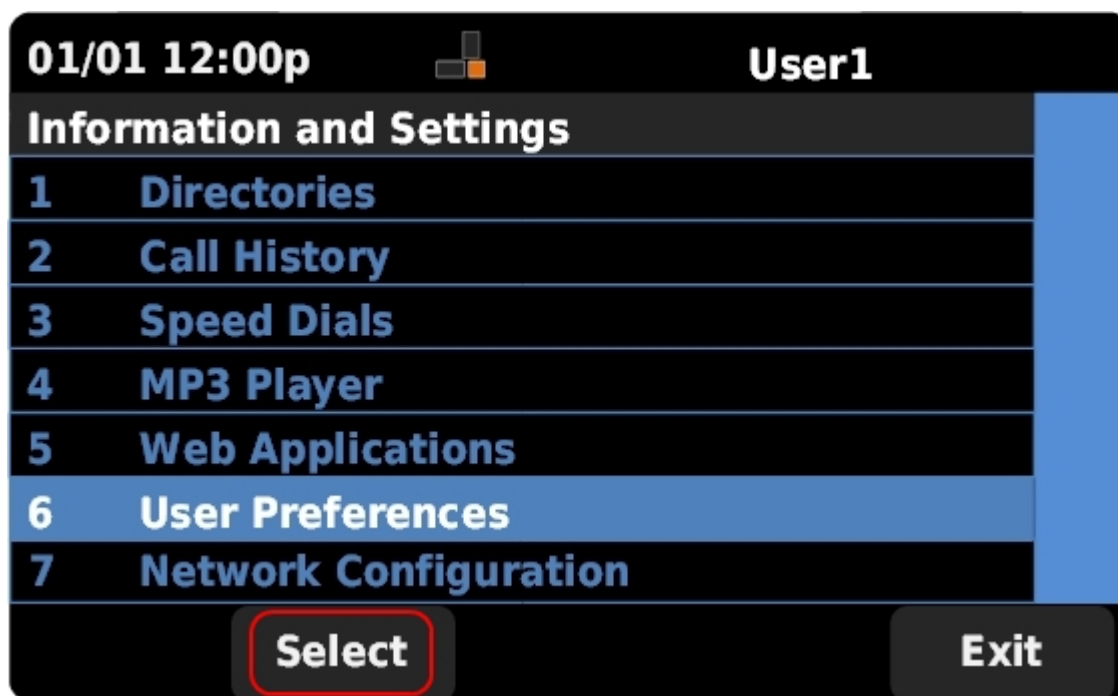 01/01 12:00p User1
Information and Settings
1 Directories
2 Call History
3 Speed Dials
4 MP3 Player
5 Web Applications
6 User Preferences
7 Network Configuration
Select Exit